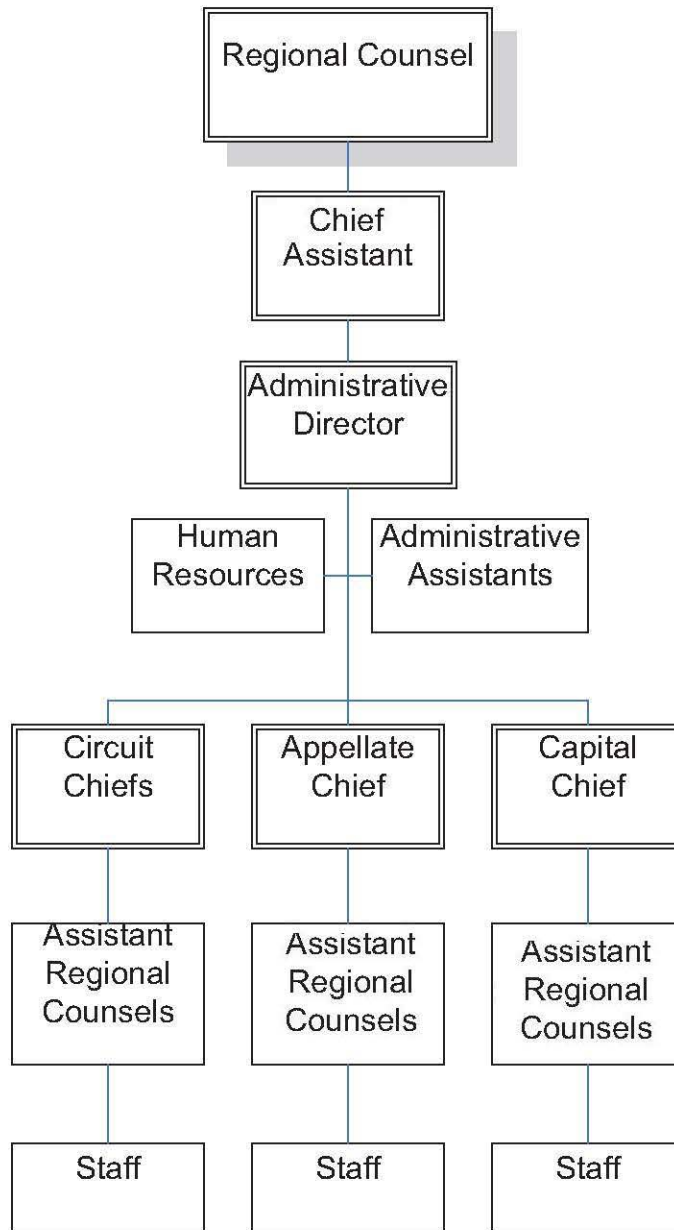 Regional Counsel
Chief
Assistant
Administrative
Director
Human
Resources
Administrative
Assistants
Circuit
Chiefs
Appellate
Chief
Capital
Chief
Assistant
Regional
Counsels
Assistant
Regional
Counsels
Assistant
Regional
Counsels
Staff
Staff
Staff